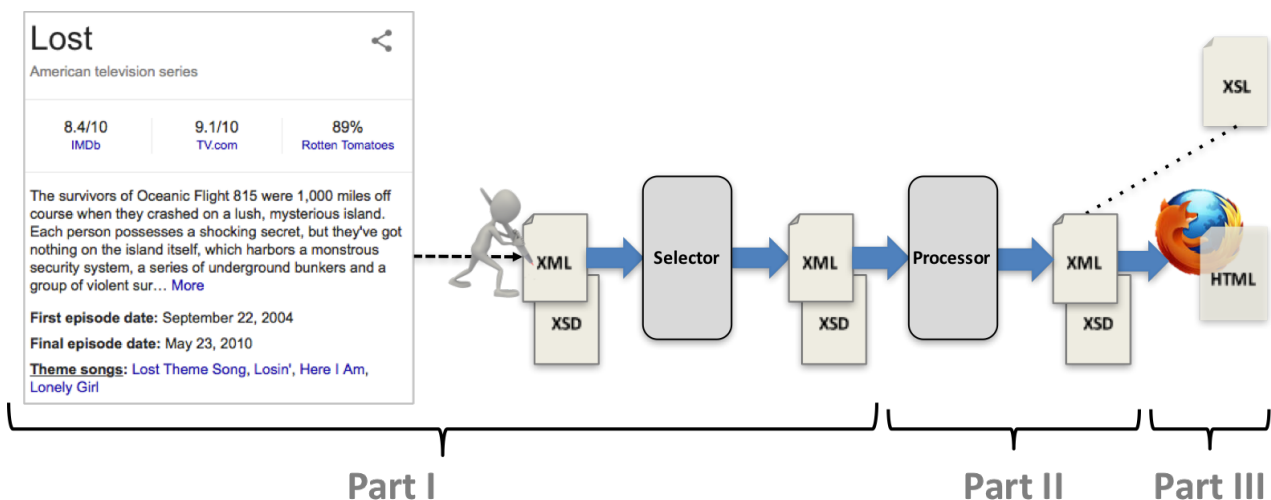 Lost
American television series
8.4/10
IMDb
9.1/10
TV.com
89%
Rotten Tomatoes
The survivors of Oceanic Flight 815 were 1,000 miles off
course when they crashed on a lush, mysterious island.
Each person possesses a shocking secret, but they've got
nothing on the island itself, which harbors a monstrous
security system, a series of underground bunkers and a
group of violent sur… More
First episode date: September 22, 2004
Final episode date: May 23, 2010
Theme songs: Lost Theme Song, Losin', Here I Am,
Lonely Girl
XML
XSD
Selector
XML
XSD
Processor
XML
XSD
XSL
HTML
Part I
Part II
Part III